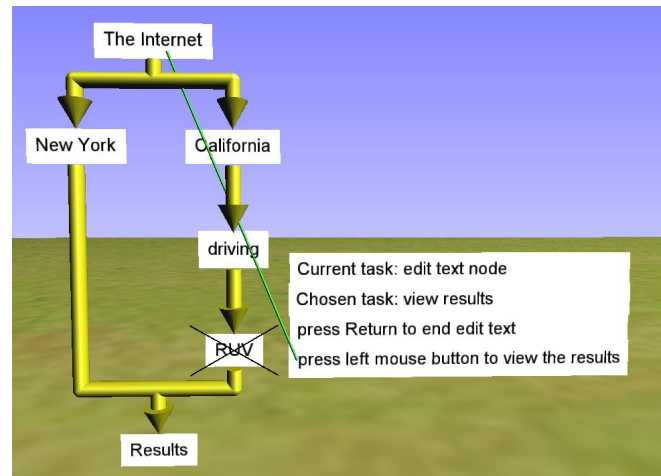 The Internet
New York
California
driving
RUV
Results
Current task: edit text node
Chosen task: view results
press Return to end edit text
press left mouse button to view the results